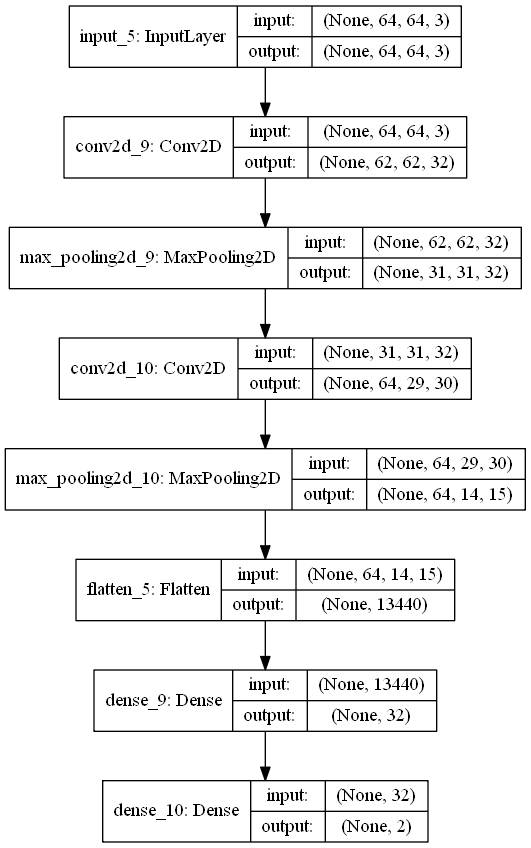 input_5: InputLayer
input:
(None, 64, 64, 3)
output:
(None, 64, 64, 3)
conv2d_9: Conv2D
input:
(None, 64, 64, 3)
output:
(None, 62, 62, 32)
max_pooling2d_9: MaxPooling2D
input:
(None, 62, 62, 32)
output:
(None, 31, 31, 32)
conv2d_10: Conv2D
input:
(None, 31, 31, 32)
output:
(None, 64, 29, 30)
max_pooling2d_10: MaxPooling2D
input:
(None, 64, 29, 30)
output:
(None, 64, 14, 15)
flatten_5: Flatten
input:
(None, 64, 14, 15)
output:
(None, 13440)
dense_9: Dense
input:
(None, 13440)
output:
(None, 32)
dense_10: Dense
input:
(None, 32)
output:
(None, 2)